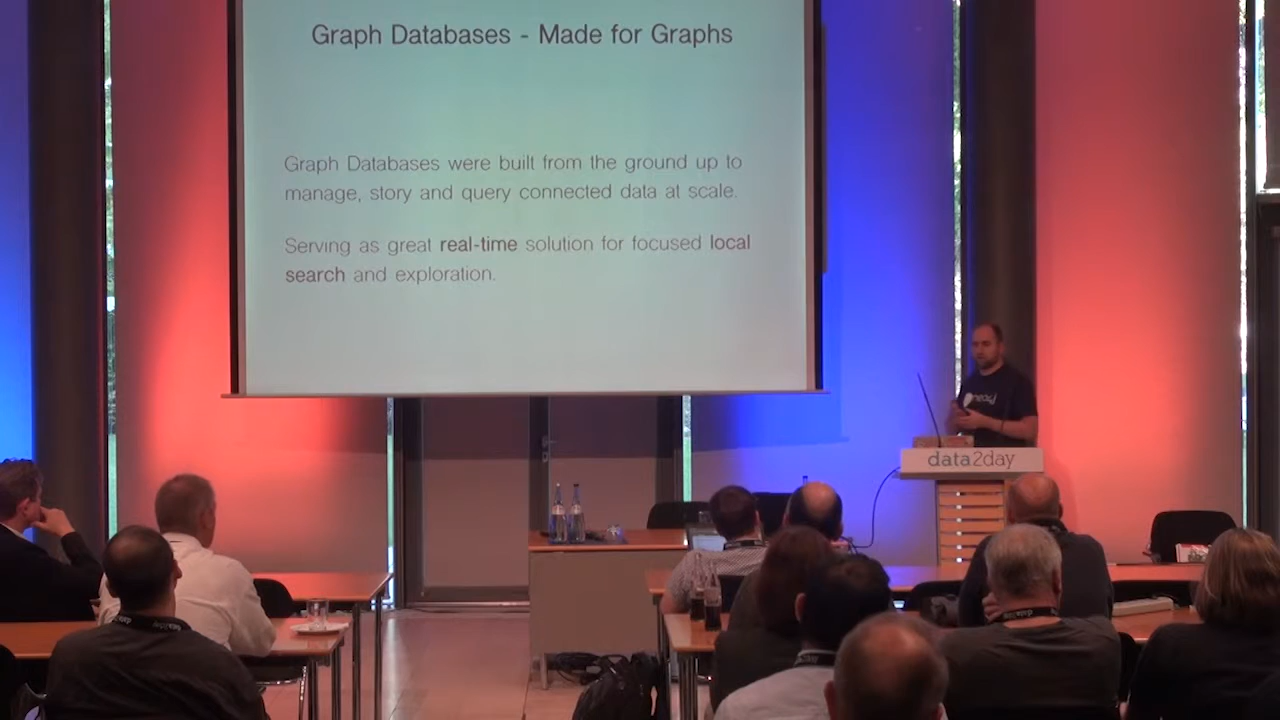 Graph Databases - Made for Graphs
Graph Databases were built from the ground up to
manage, story and query connected data at scale.
Serving as great real-time solution for focused local
search and exploration.
neo4j
data2day